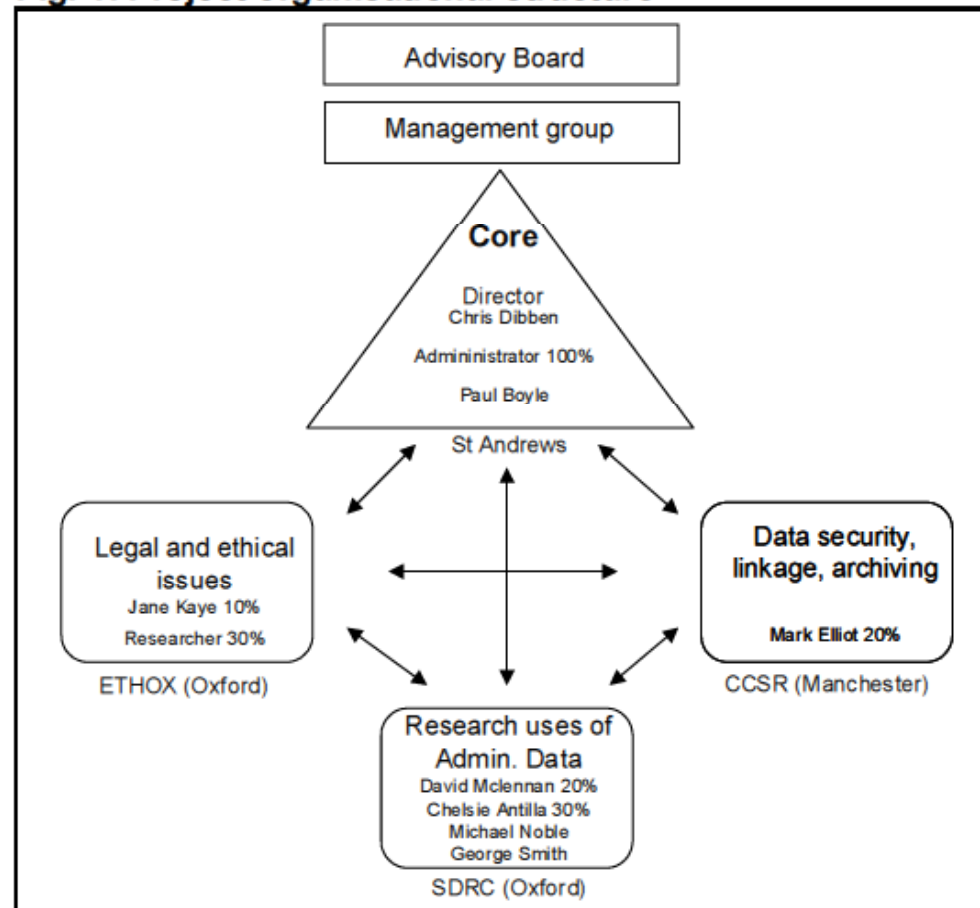 Advisory Board
Management group
Core
Director
Chris Dibben
Admininistrator 100%
Paul Boyle
St Andrews
Legal and ethical
issues
Jane Kaye 10%
Researcher 30%
ETHOX (Oxford)
Data security,
linkage, archiving
Mark Elliot 20%
CCSR (Manchester)
Research uses of
Admin. Data
David Mclennan 20%
Chelsie Antilla 30%
Michael Noble
George Smith
SDRC (Oxford)